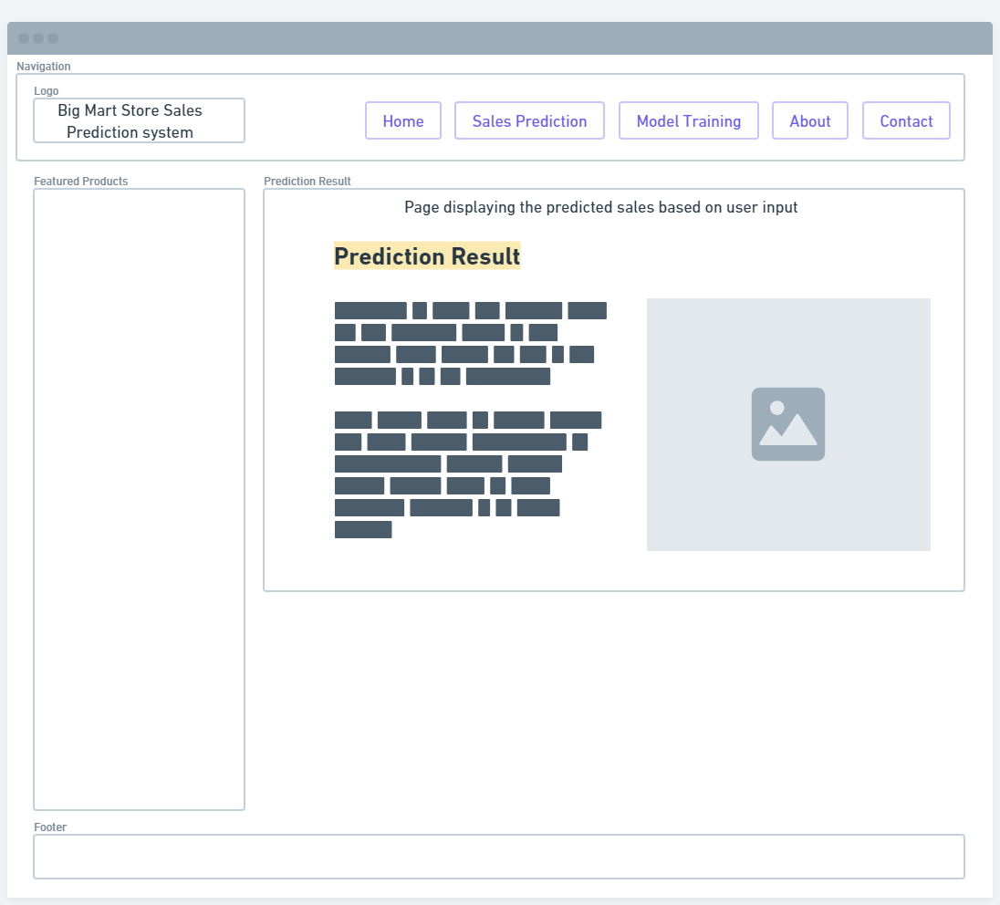 Navigation
Logo
Big Mart Store Sales
Prediction system
Home
Sales Prediction
Model Training
About
Contact
Featured Products
Prediction Result
Page displaying the predicted sales based on user input
Prediction Result
Footer